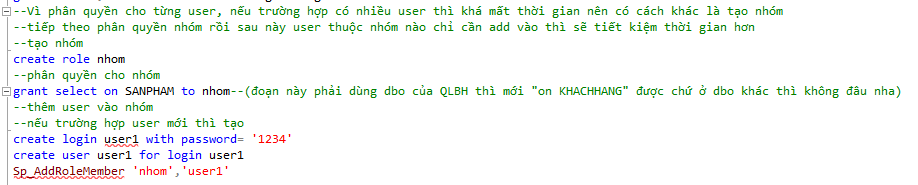 --Vì phân quyền cho từng user, nếu trường hợp có nhiều user thì khá mất thời gian nên có cách khác là tạo nhóm
--tiếp theo phân quyền nhóm rồi sau này user thuộc nhóm nào chỉ cần add vào thì sẽ tiết kiệm thời gian hơn
--tạo nhóm
create role nhom
--phân quyền cho nhóm
grant select on SANPHAM to nhom--(đoạn này phải dùng dbo của QLBH thì mới "on KHACHHANG" được chứ ở dbo khác thì không đâu nha)
--thêm user vào nhóm
--nếu trường hợp user mới thì tạo
create login user1 with password= '1234'
create user user1 for login user1
Sp_AddRoleMember 'nhom','user1'